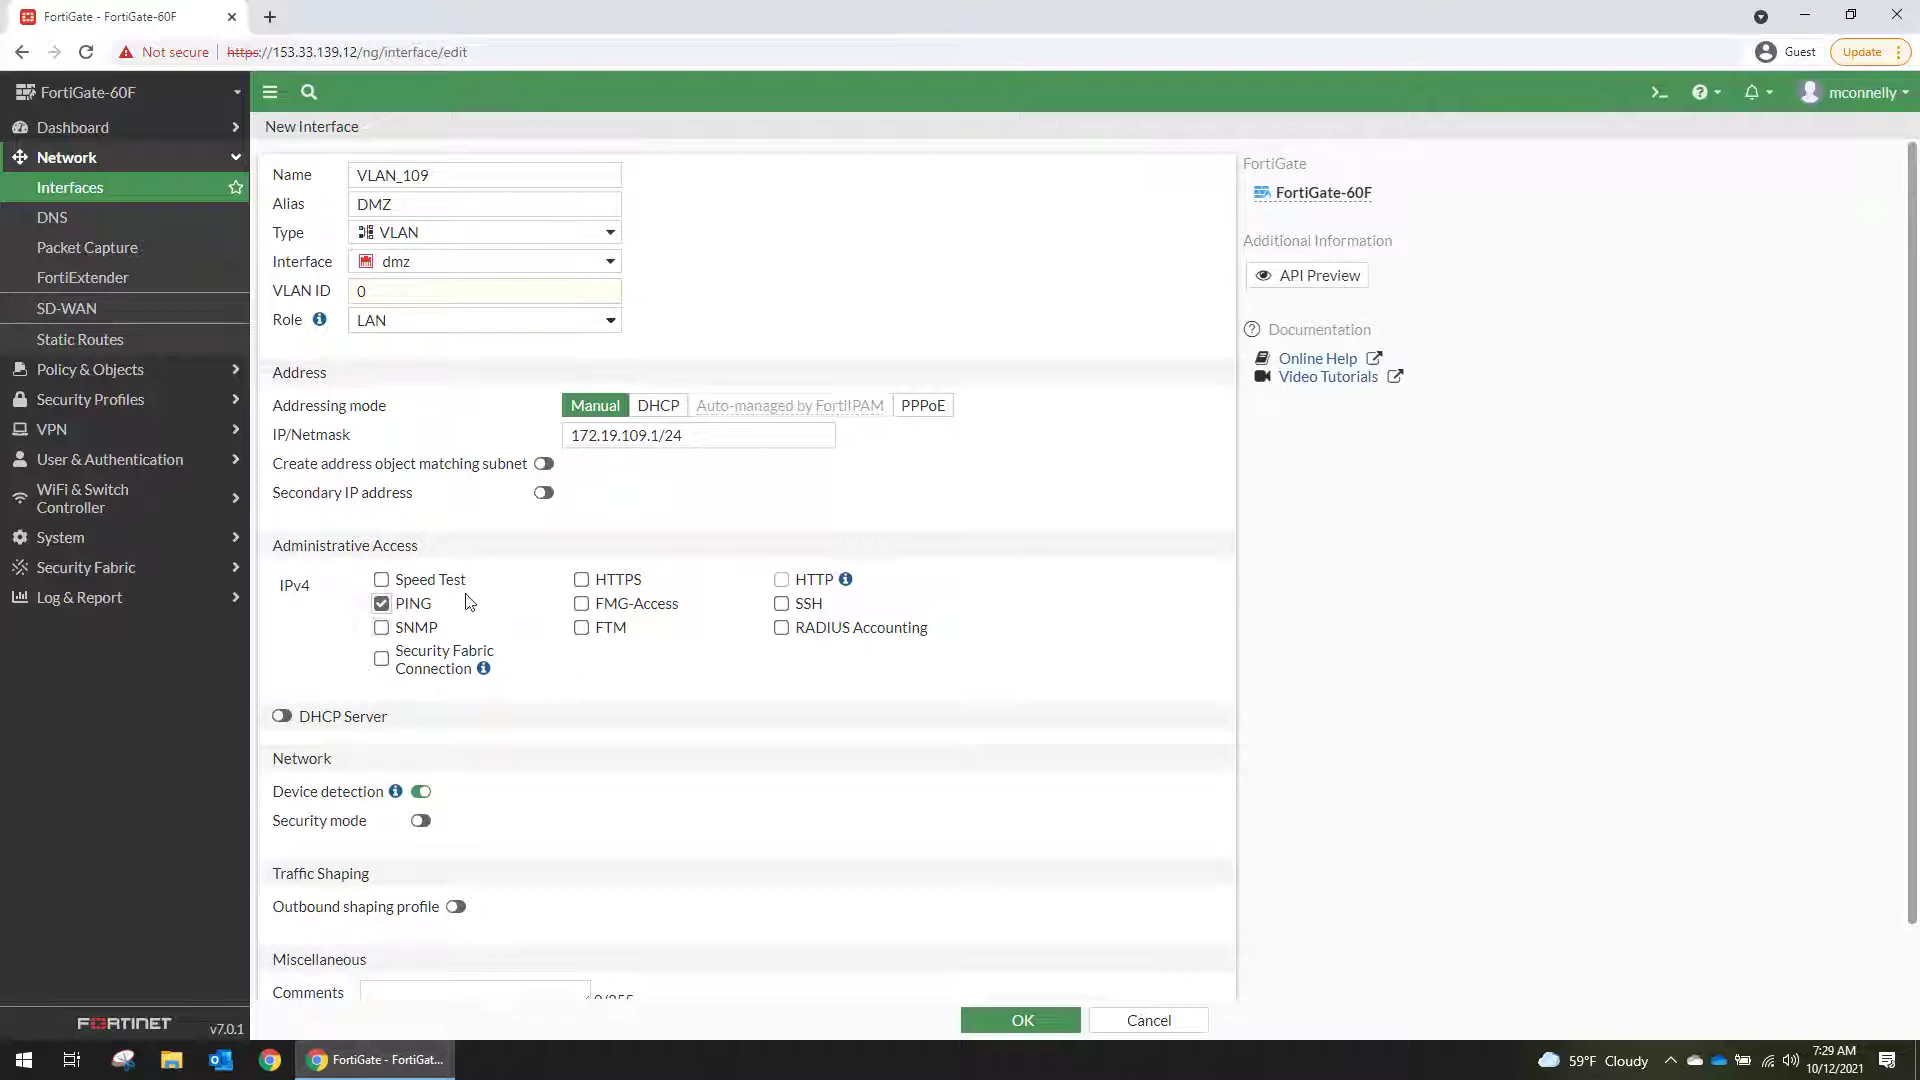 FortiGate - FortiGate-60F
Not secure https://153.33.139.12/ng/interface/edit Guest Update
FortiGate-60F mconnelly
Dashboard
Network
Interfaces
DNS
Packet Capture
FortiExtender
SD-WAN
Static Routes
Policy & Objects
Security Profiles
VPN
User & Authentication
WiFi & Switch
Controller
System
Security Fabric
Log & Report
FORTINET v7.0.1
New Interface
Name VLAN_109
Alias DMZ
Type VLAN
Interface dmz
VLAN ID 0
Role LAN
Address
Addressing mode Manual DHCP Auto-managed by FortiIPAM PPPoE
IP/Netmask 172.19.109.1/24
Create address object matching subnet
Secondary IP address
Administrative Access
IPv4 Speed Test HTTPS HTTP
PING FMG-Access SSH
SNMP FTM RADIUS Accounting
Security Fabric
Connection
DHCP Server
Network
Device detection
Security mode
Traffic Shaping
Outbound shaping profile
Miscellaneous
Comments 0/255
OK Cancel
FortiGate
FortiGate-60F
Additional Information
API Preview
Documentation
Online Help
Video Tutorials
FortiGate - FortiGat...
59°F Cloudy
7:29 AM
10/12/2021